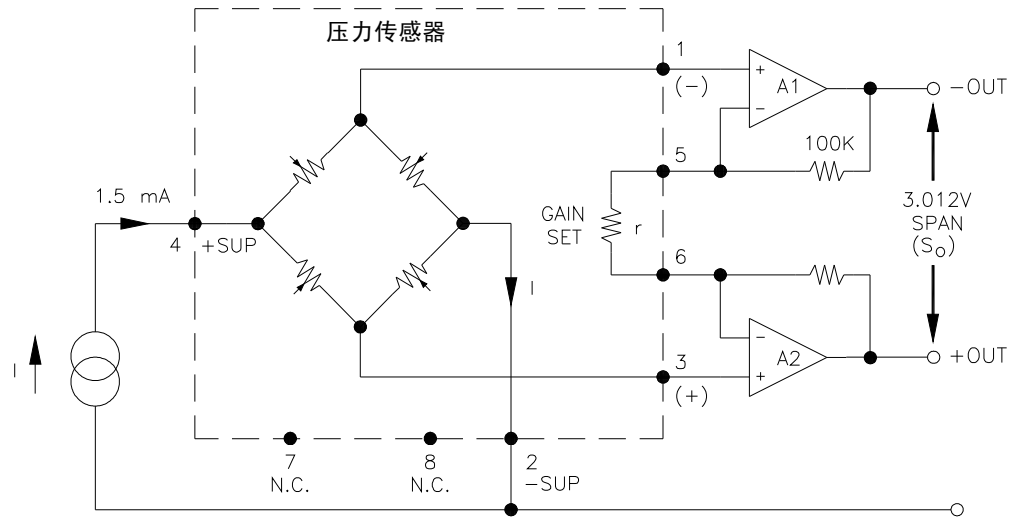 压力传感器
1
(-)
+
A1
-
-OUT
100K
5
1.5 mA
4
+SUP
GAIN
SET
r
3.012V
SPAN
(So)
6
I
I
-
A2
+
+OUT
3
(+)
7
N.C.
8
N.C.
2
-SUP